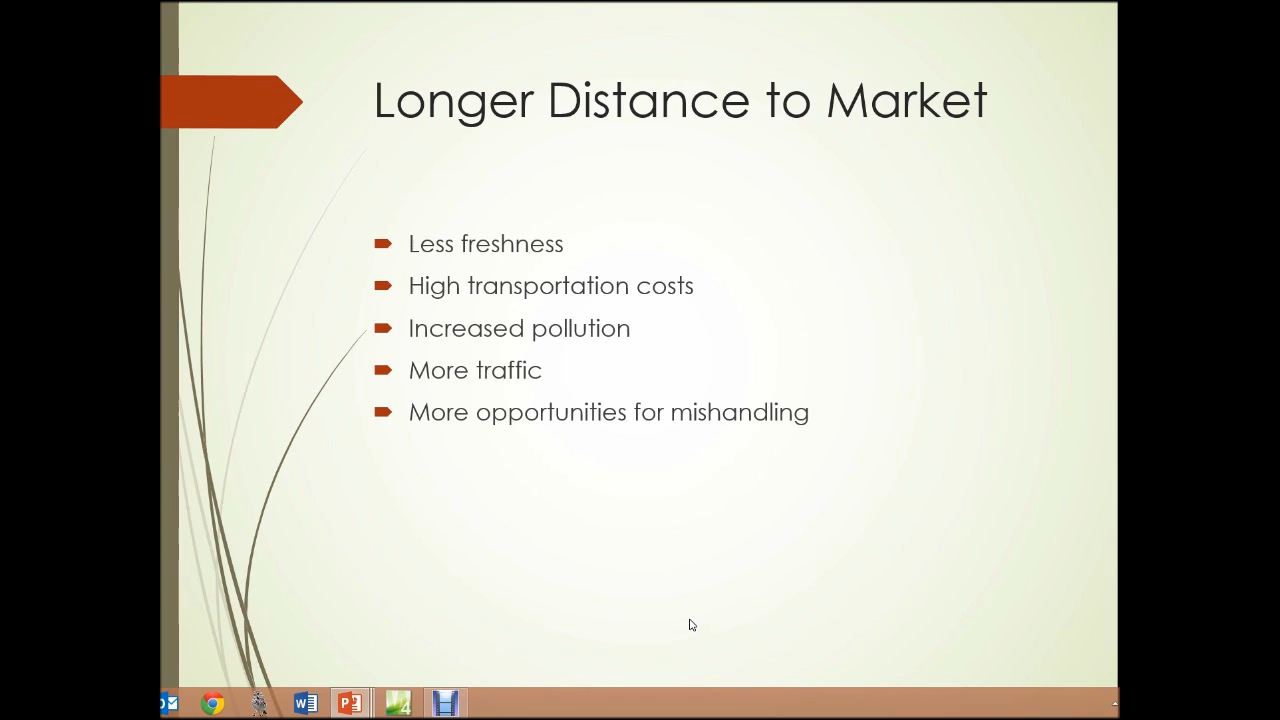 Longer Distance to Market
Less freshness
High transportation costs
Increased pollution
More traffic
More opportunities for mishandling